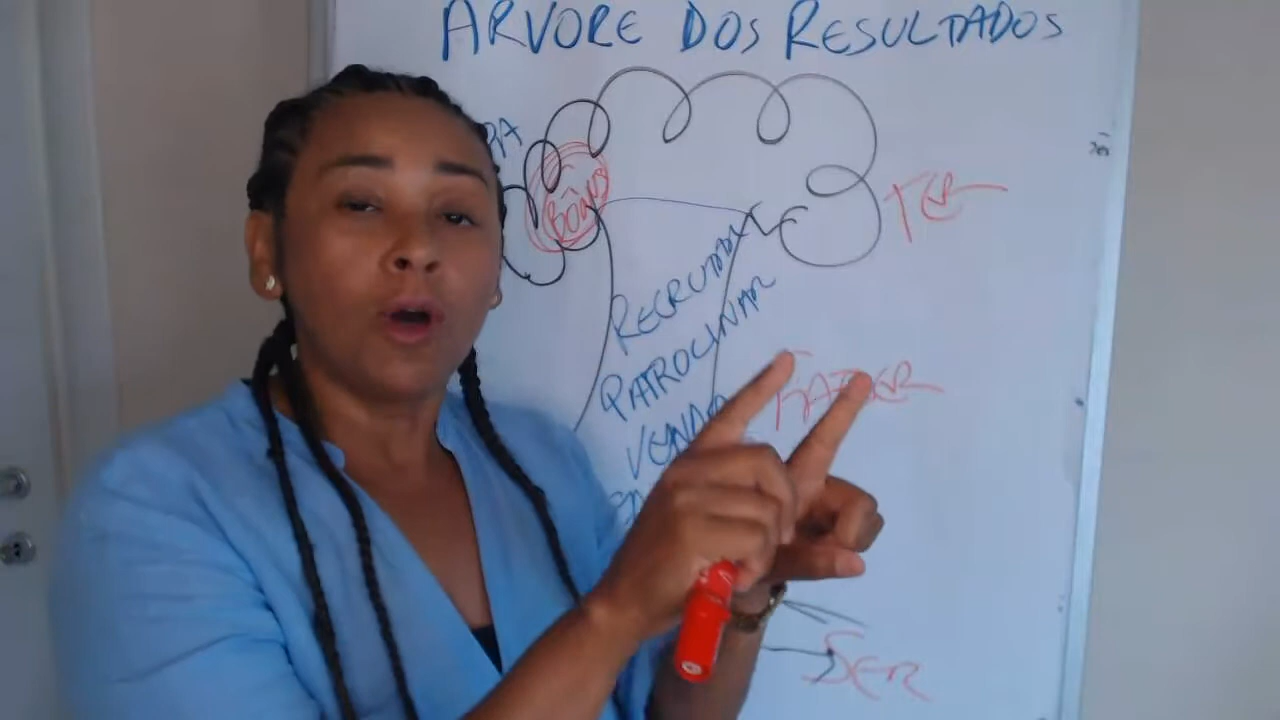 ARVORE DOS RESULTADOS
BÔNUS
TER
RECRUTAR
PATROCINAR
FAZER
SER